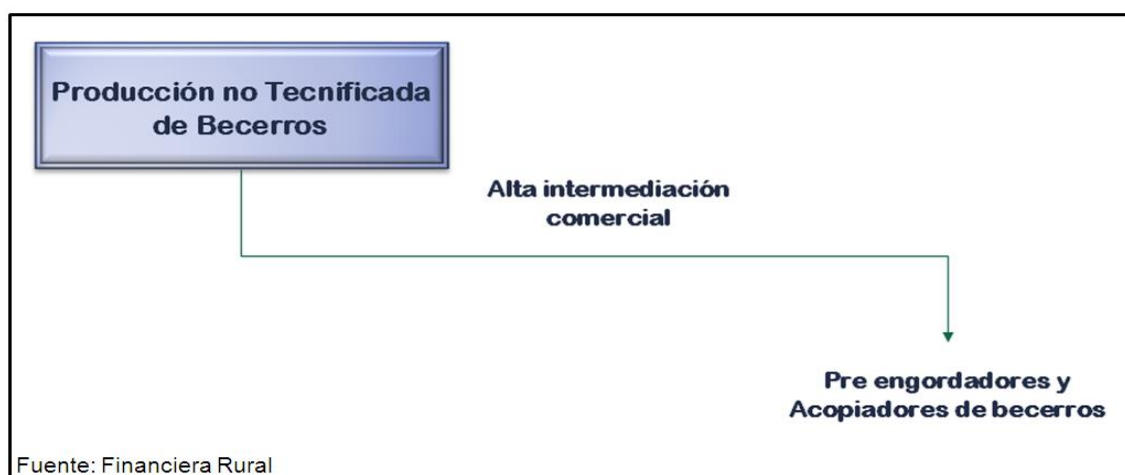 Producción no Tecnificada
de Becerros
Alta intermediación
comercial
Pre engordadores y
Acopiadores de becerros
Fuente: Financiera Rural